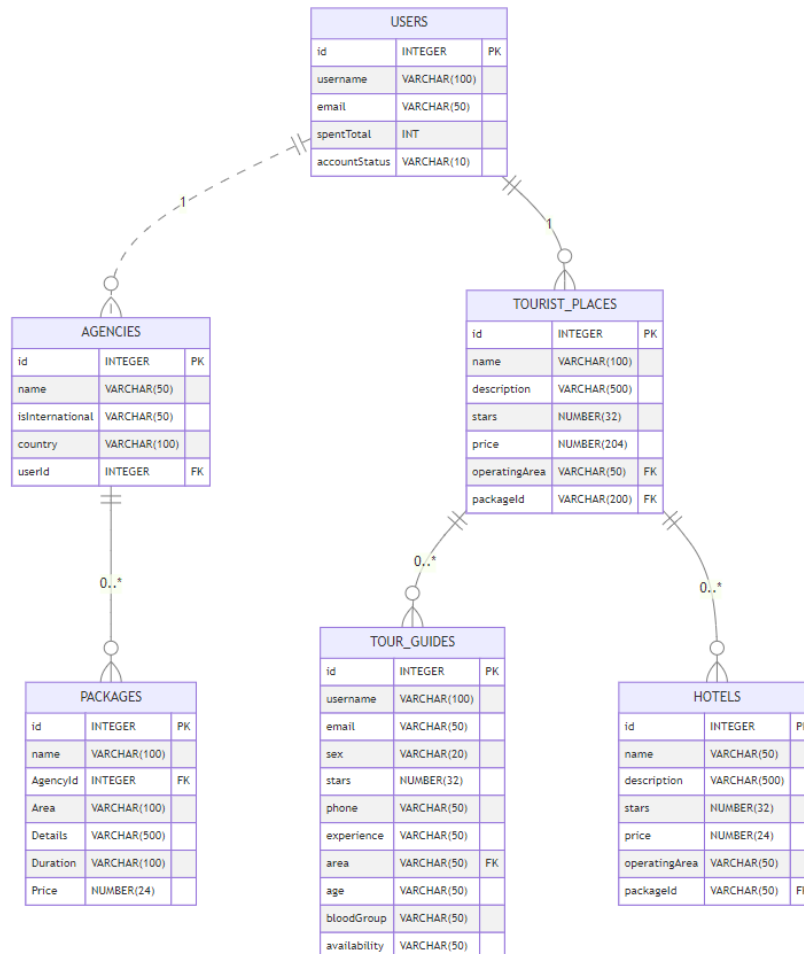 USERS
id INTEGER PK
username VARCHAR(100)
email VARCHAR(50)
spentTotal INT
accountStatus VARCHAR(10)
1
1
AGENCIES
id INTEGER PK
name VARCHAR(50)
isInternational VARCHAR(50)
country VARCHAR(100)
userId INTEGER FK
TOURIST_PLACES
id INTEGER PK
name VARCHAR(100)
description VARCHAR(500)
stars NUMBER(32)
price NUMBER(204)
operatingArea VARCHAR(50) FK
packageId VARCHAR(200) FK
0..*
0..*
0..*
PACKAGES
id INTEGER PK
name VARCHAR(100)
AgencyId INTEGER FK
Area VARCHAR(100)
Details VARCHAR(500)
Duration VARCHAR(100)
Price NUMBER(24)
TOUR_GUIDES
id INTEGER PK
username VARCHAR(100)
email VARCHAR(50)
sex VARCHAR(20)
stars NUMBER(32)
phone VARCHAR(50)
experience VARCHAR(50)
area VARCHAR(50) FK
age VARCHAR(50)
bloodGroup VARCHAR(50)
availability VARCHAR(50)
HOTELS
id INTEGER
name VARCHAR(50)
description VARCHAR(500)
stars NUMBER(32)
price NUMBER(24)
operatingArea VARCHAR(50)
packageId VARCHAR(50)